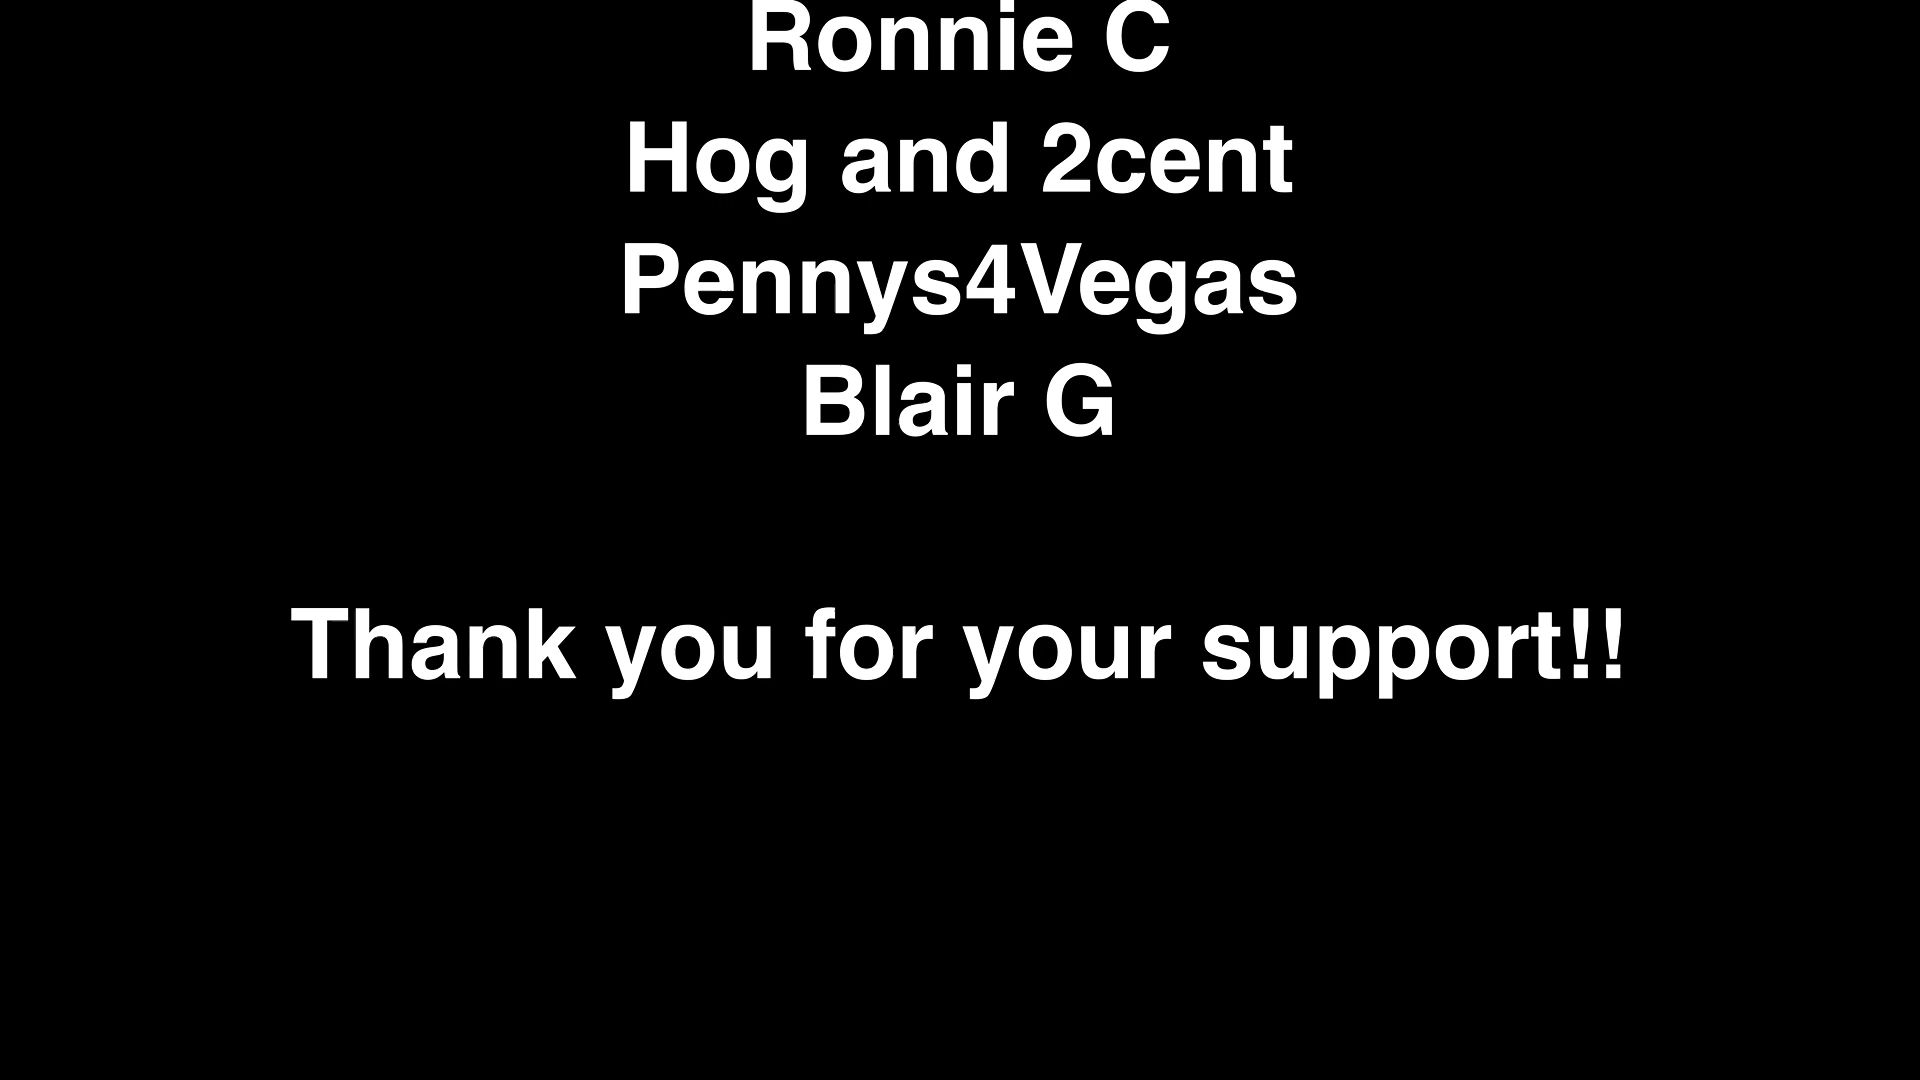 Ronnie C
Hog and 2cent
Pennys4Vegas
Blair G
Thank you for your support!!